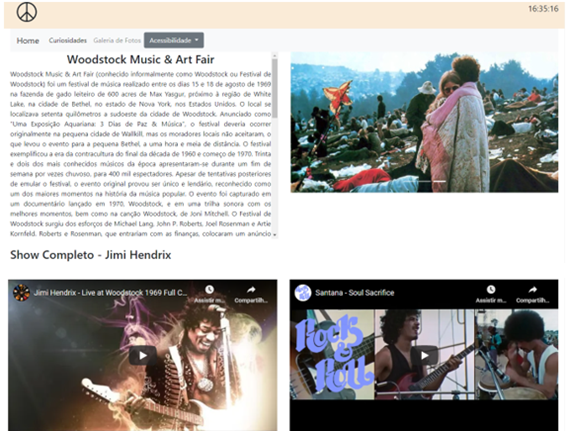 16:35:16
Home Curiosidades Galeria de Fotos Acessibilidade
Woodstock Music & Art Fair
Woodstock Music & Art Fair (conhecido informalmente como Woodstock ou Festival de
Woodstock) foi um festival de música realizado entre os dias 15 e 18 de agosto de 1969
na fazenda de gado leiteiro de 600 acres de Max Yasgur, próximo à região de White
Lake, na cidade de Bethel, no estado de Nova York, nos Estados Unidos. O local se
localizava setenta quilômetros a sudoeste da cidade de Woodstock. Anunciado como
"Uma Exposição Aquariana: 3 Dias de Paz & Música", o festival deveria ocorrer
originalmente na pequena cidade de Wallkill, mas os moradores locais não aceitaram, o
que levou o evento para a pequena Bethel, a uma hora e meia de distância. O festival
exemplificou a era da contracultura do final da década de 1960 e começo de 1970. Trinta
e dois dos mais conhecidos músicos da época apresentaram-se durante um fim de
semana por vezes chuvoso, para 400 mil espectadores. Apesar de tentativas posteriores
de emular o festival, o evento original provou ser único e lendário, reconhecido como
um dos maiores momentos na história da música popular. O evento foi capturado em
um documentário lançado em 1970, Woodstock, e em uma trilha sonora com os
melhores momentos, bem como na canção Woodstock, de Joni Mitchell. O Festival de
Woodstock surgiu dos esforços de Michael Lang, John P. Roberts, Joel Rosenman e Artie
Kornfeld. Roberts e Rosenman, que entrariam com as finanças, colocaram um anúncio
Show Completo - Jimi Hendrix
Jimi Hendrix - Live at Woodstock 1969 Full C...
Assistir m... Compartilh...
Santana - Soul Sacrifice
Assistir m... Compartilh...
Rock
&
Roll